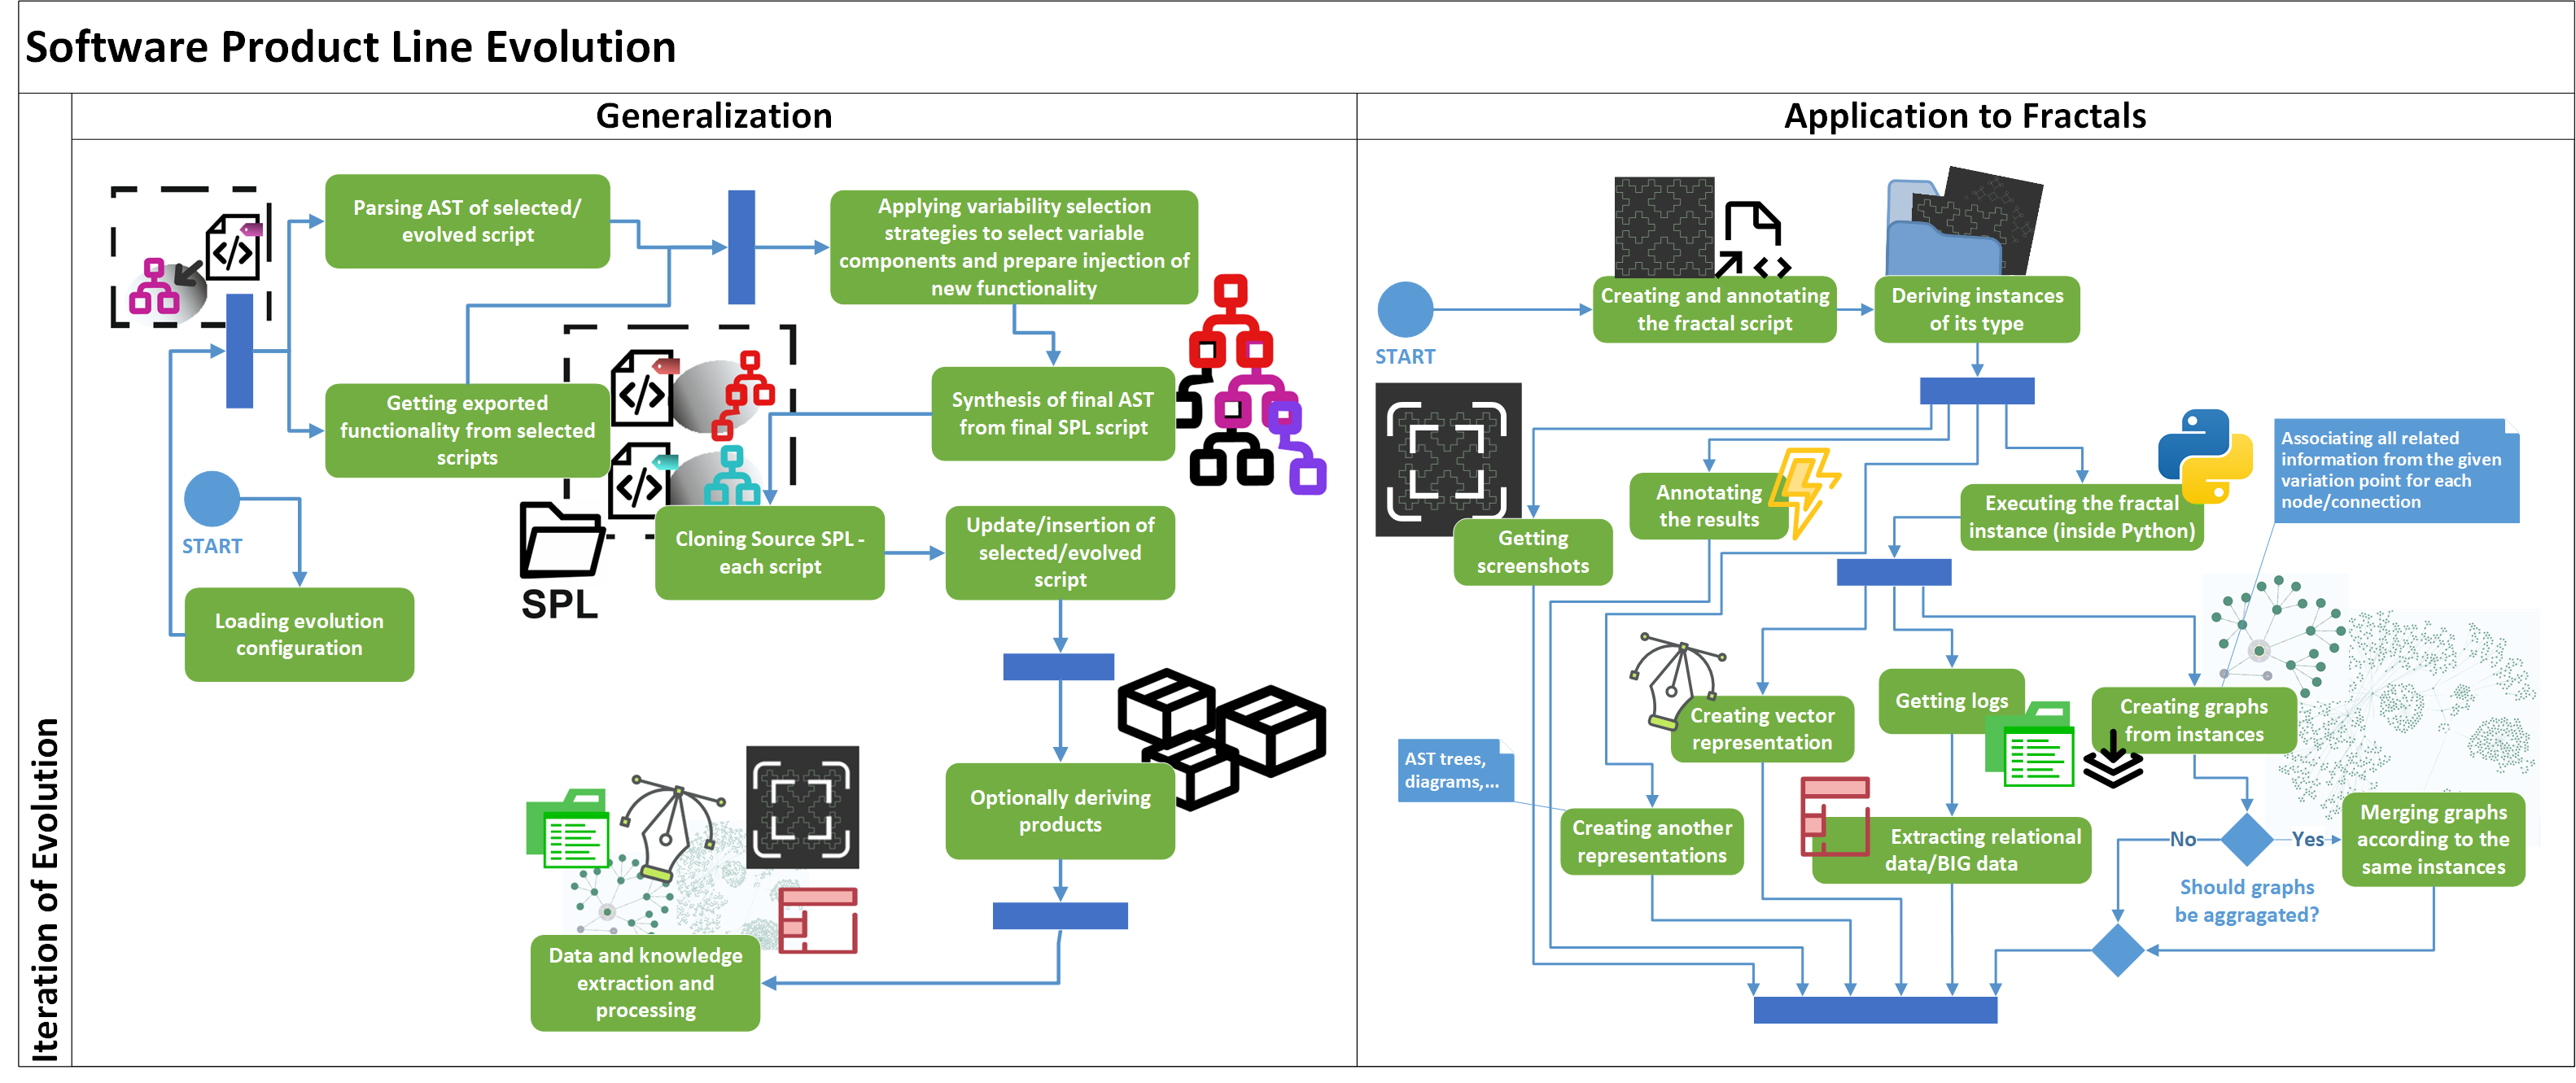 Software Product Line Evolution
Iteration of Evolution
Generalization
Parsing AST of selected/
evolved script
Applying variability selection
strategies to select variable
components and prepare injection of
new functionality
Getting exported
functionality from selected
scripts
Synthesis of final AST
from final SPL script
START
Loading evolution
configuration
SPL
Cloning Source SPL -
each script
Update/insertion of
selected/evolved
script
Optionally deriving
products
Data and knowledge
extraction and
processing
Application to Fractals
START
Creating and annotating
the fractal script
Deriving instances
of its type
Getting
screenshots
Annotating
the results
Executing the fractal
instance (inside Python)
Associating all related
information from the given
variation point for each
node/connection
AST trees,
diagrams,...
Creating another
representations
Creating vector
representation
Getting logs
Extracting relational
data/BIG data
Creating graphs
from instances
No
Yes
Should graphs
be aggragated?
Merging graphs
according to the
same instances